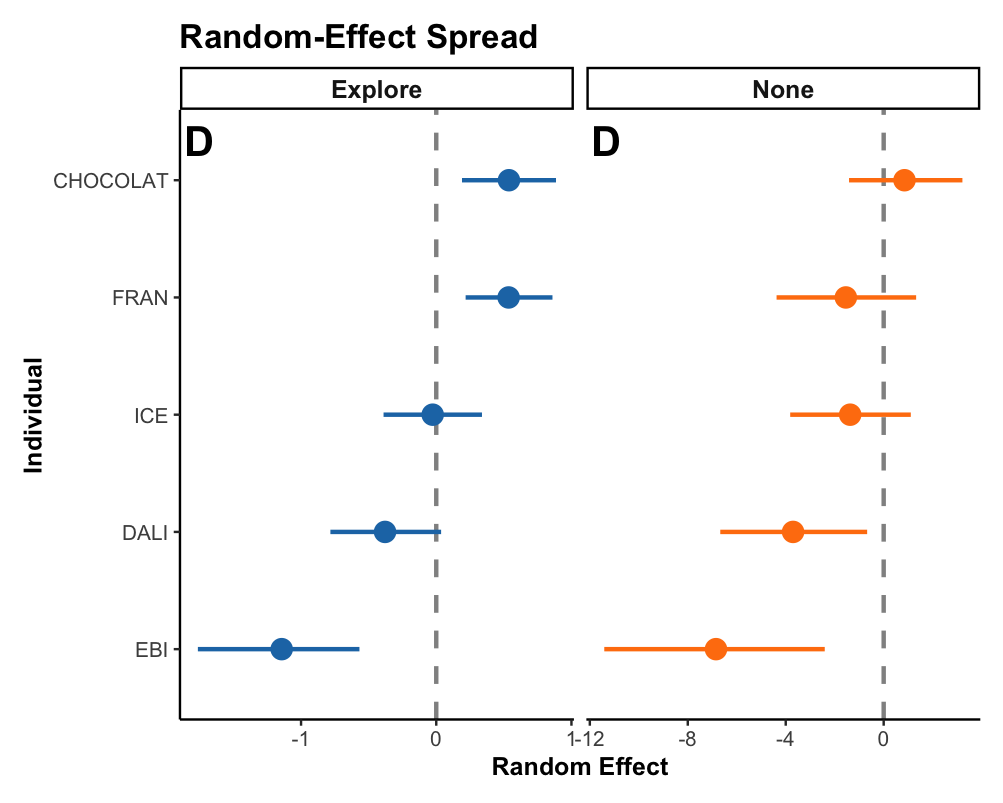 Random-Effect Spread
Explore
None
D
D
CHOCOLAT
FRAN
ICE
DALI
EBI
Individual
-1
0
1
-12
-8
-4
0
Random Effect